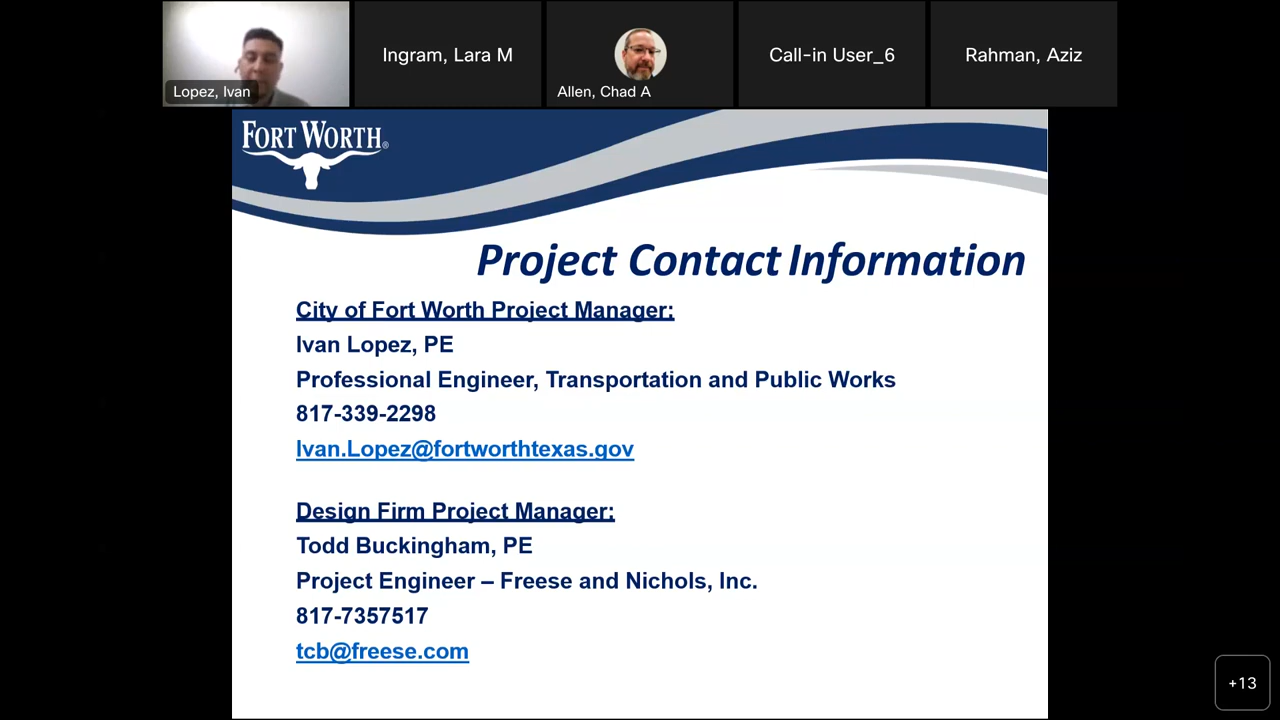 Lopez, Ivan
Ingram, Lara M
Allen, Chad A
Call-in User_6
Rahman, Aziz
FORT WORTH®
Project Contact Information
City of Fort Worth Project Manager:
Ivan Lopez, PE
Professional Engineer, Transportation and Public Works
817-339-2298
Ivan.Lopez@fortworthtexas.gov
Design Firm Project Manager:
Todd Buckingham, PE
Project Engineer – Freese and Nichols, Inc.
817-7357517
tcb@freese.com
+13